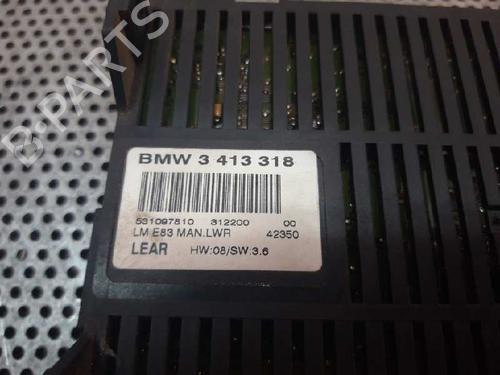 B-PARTS
BMW 3 413 318
531097810 312200 00
LM E83 MAN.LWR 42350
LEAR HW:08/SW:3.6